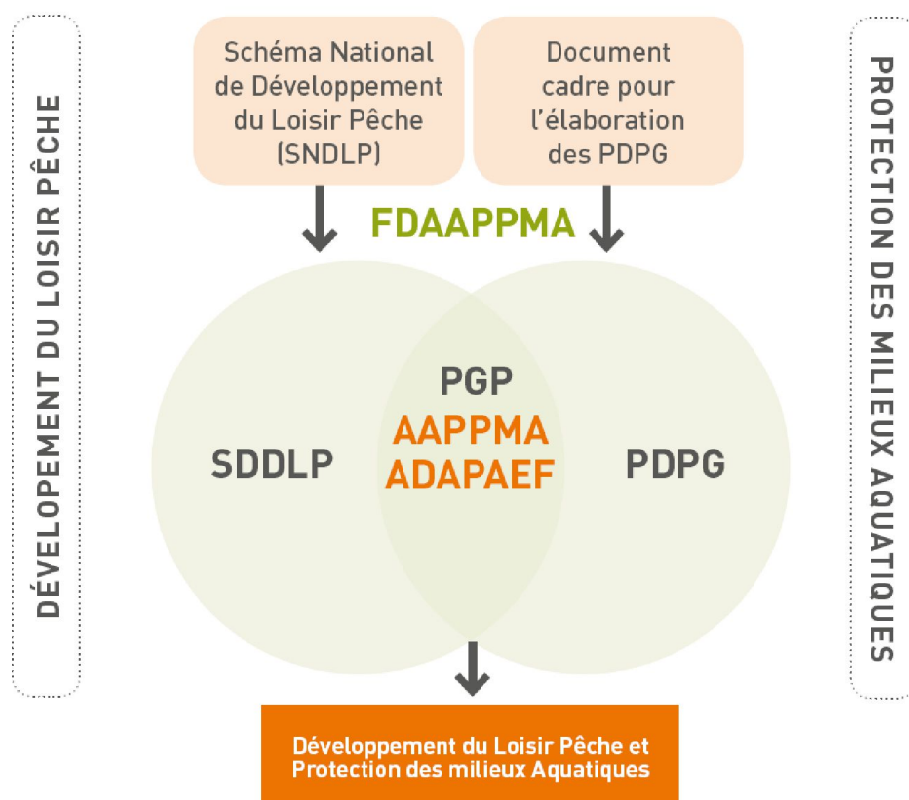 DÉVELOPEMENT DU LOISIR PÊCHE
Schéma National
de Développement
du Loisir Pêche
(SNDLP)
Document
cadre pour
l'élaboration
des PDPG
PROTECTION DES MILIEUX AQUATIQUES
FDAAPPMA
SDDLP
PGP
AAPPMA
ADAPAEF
PDPG
Développement du Loisir Pêche et
Protection des milieux Aquatiques